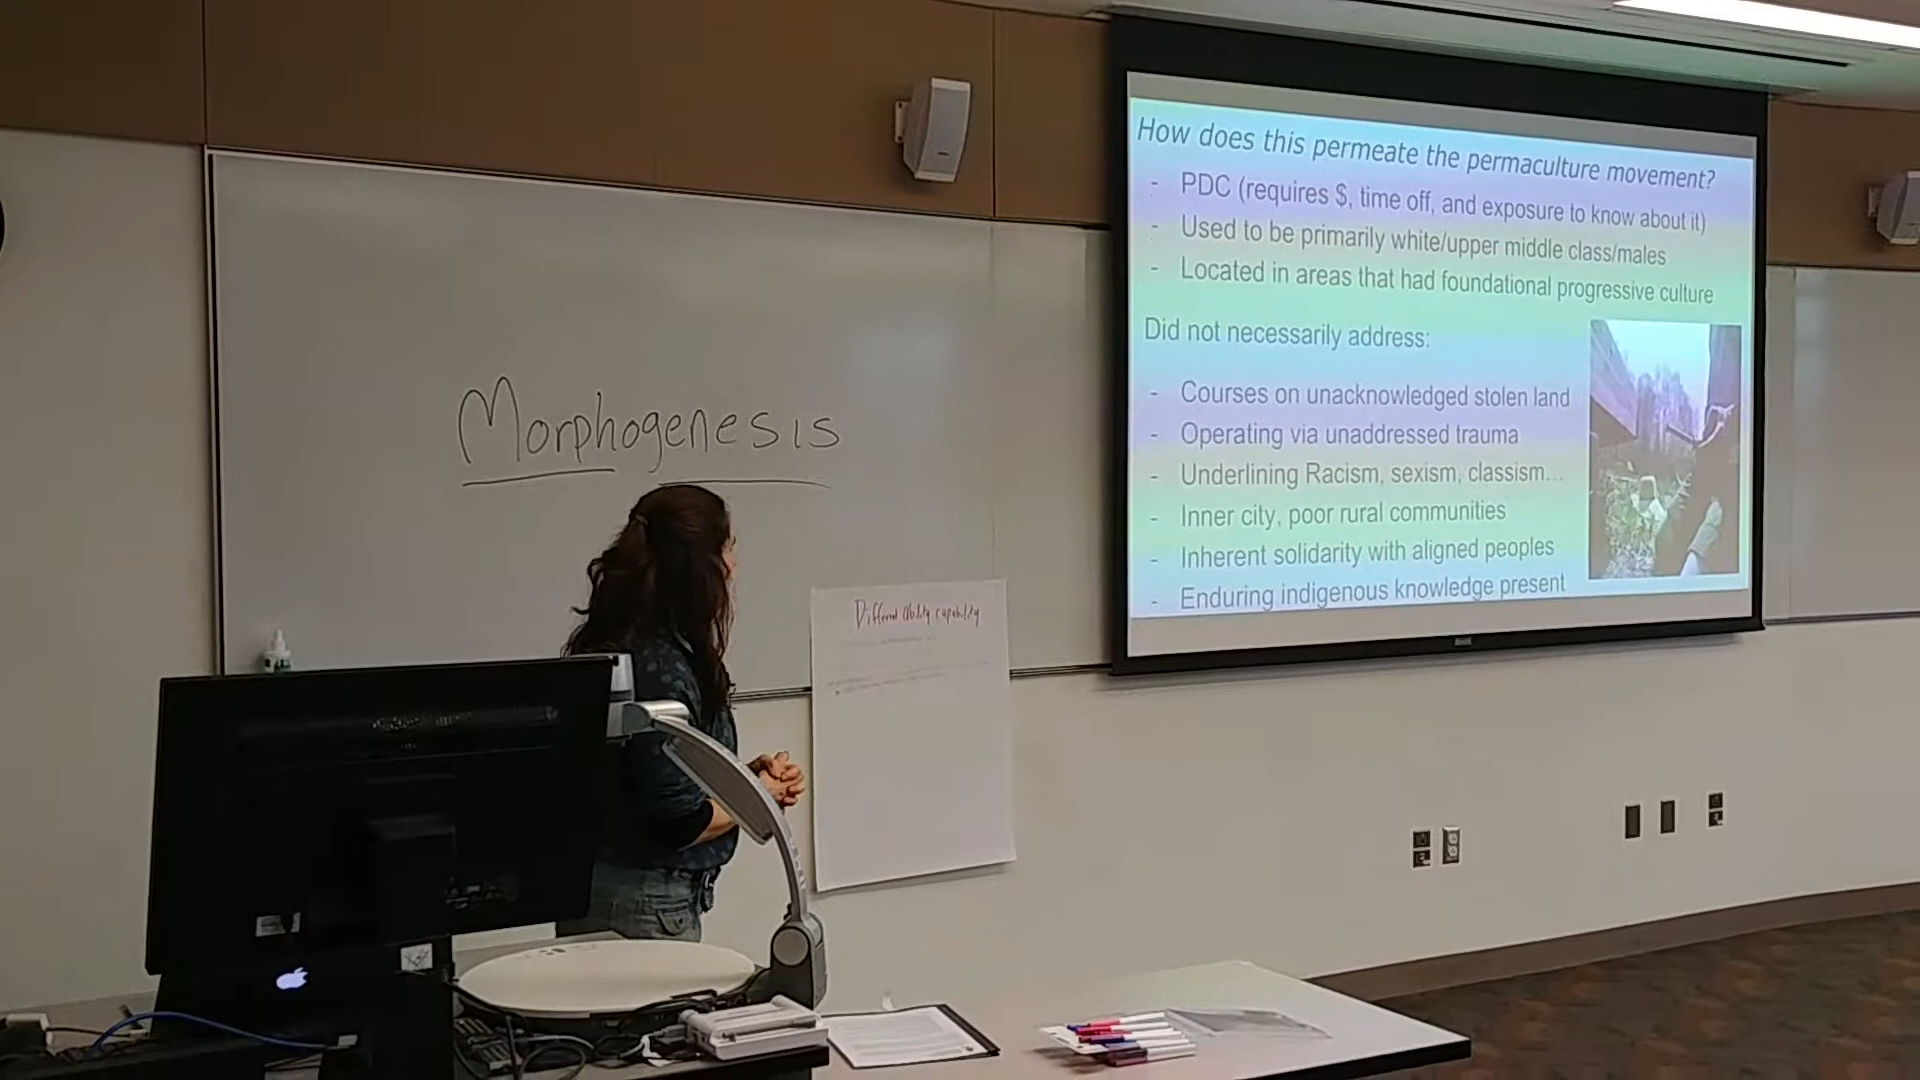 Morphogenesis
Different ability capability
How does this permeate the permaculture movement?
- PDC (requires $, time off, and exposure to know about it)
- Used to be primarily white/upper middle class/males
- Located in areas that had foundational progressive culture
Did not necessarily address:
- Courses on unacknowledged stolen land
- Operating via unaddressed trauma
- Underlining Racism, sexism, classism...
- Inner city, poor rural communities
- Inherent solidarity with aligned peoples
- Enduring indigenous knowledge present